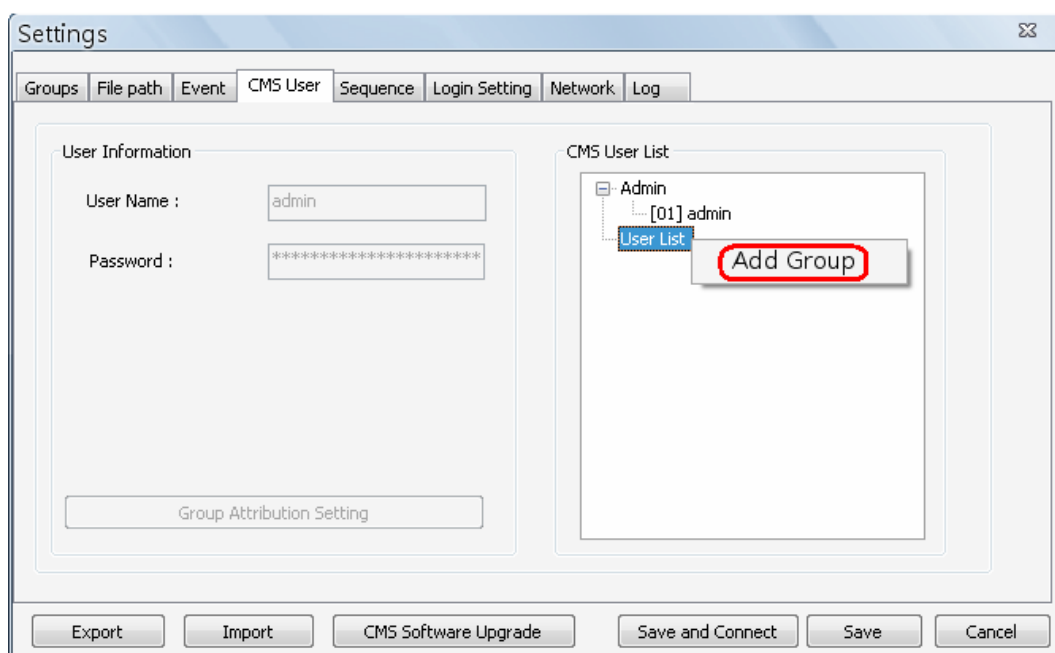 Settings
Groups File path Event CMS User Sequence Login Setting Network Log
User Information
User Name :
admin
Password :
**********************
CMS User List
Admin
[01] admin
User List
Add Group
Group Attribution Setting
Export Import CMS Software Upgrade Save and Connect Save Cancel